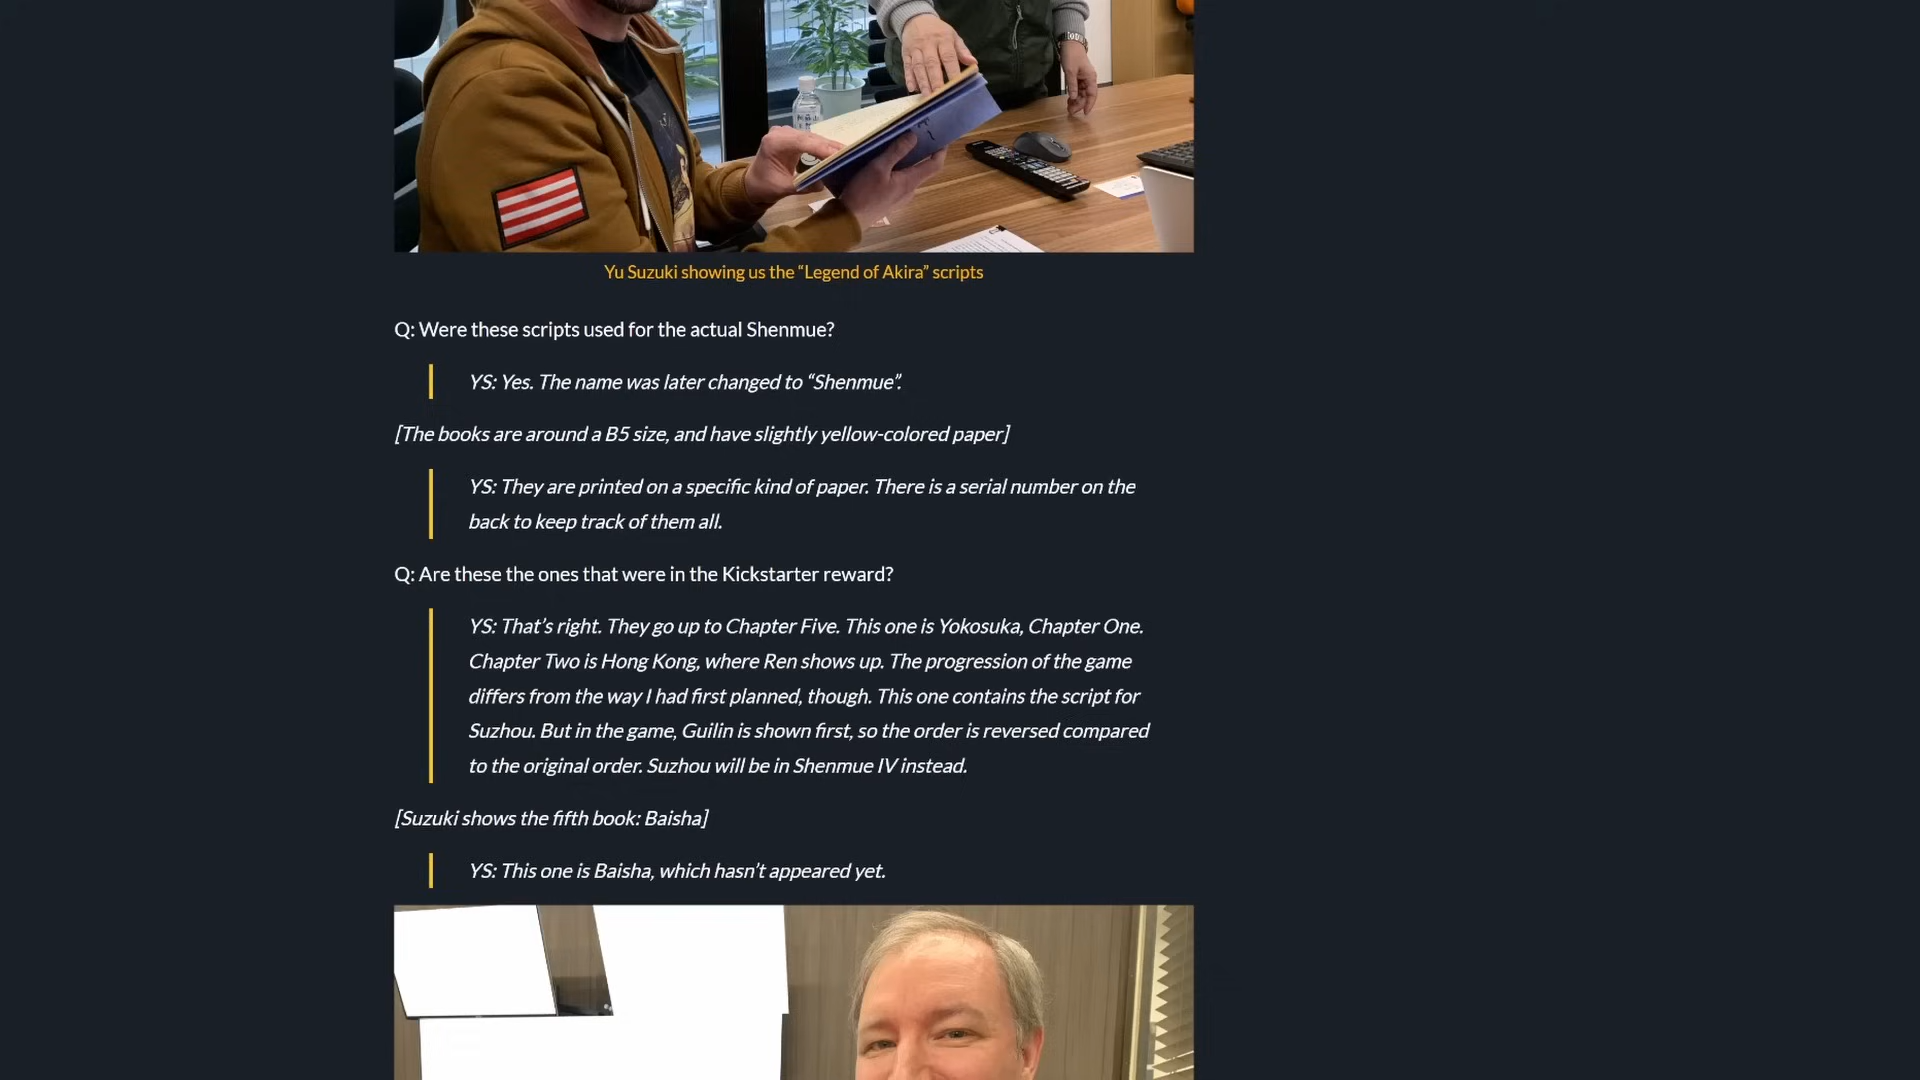 Yu Suzuki showing us the “Legend of Akira” scripts
Q: Were these scripts used for the actual Shenmue?
YS: Yes. The name was later changed to “Shenmue”.
[The books are around a B5 size, and have slightly yellow-colored paper]
YS: They are printed on a specific kind of paper. There is a serial number on the
back to keep track of them all.
Q: Are these the ones that were in the Kickstarter reward?
YS: That’s right. They go up to Chapter Five. This one is Yokosuka, Chapter One.
Chapter Two is Hong Kong, where Ren shows up. The progression of the game
differs from the way I had first planned, though. This one contains the script for
Suzhou. But in the game, Guilin is shown first, so the order is reversed compared
to the original order. Suzhou will be in Shenmue IV instead.
[Suzuki shows the fifth book: Baisha]
YS: This one is Baisha, which hasn’t appeared yet.